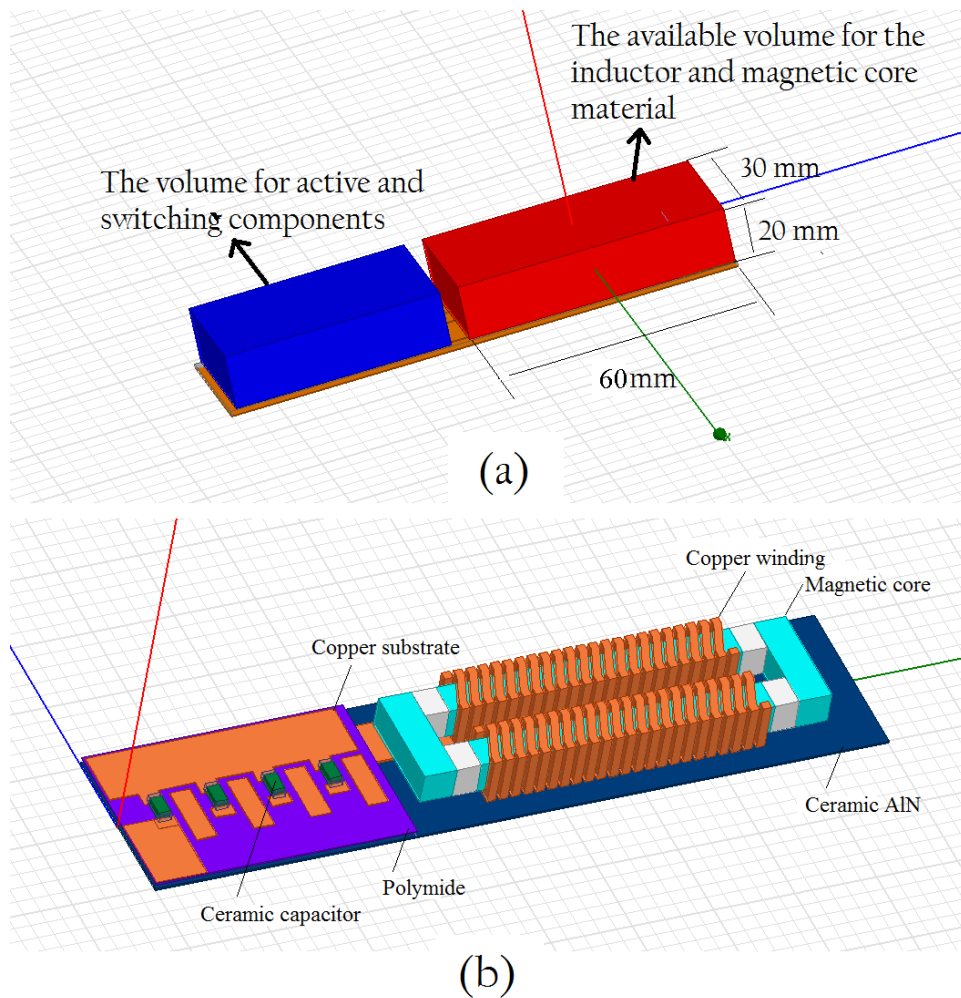 The available volume for the
inductor and magnetic core
material
30 mm
The volume for active and
switching components
20 mm
60mm
x
(a)
Copper winding
Magnetic core
Copper substrate
Ceramic AlN
Polymide
Ceramic capacitor
(b)